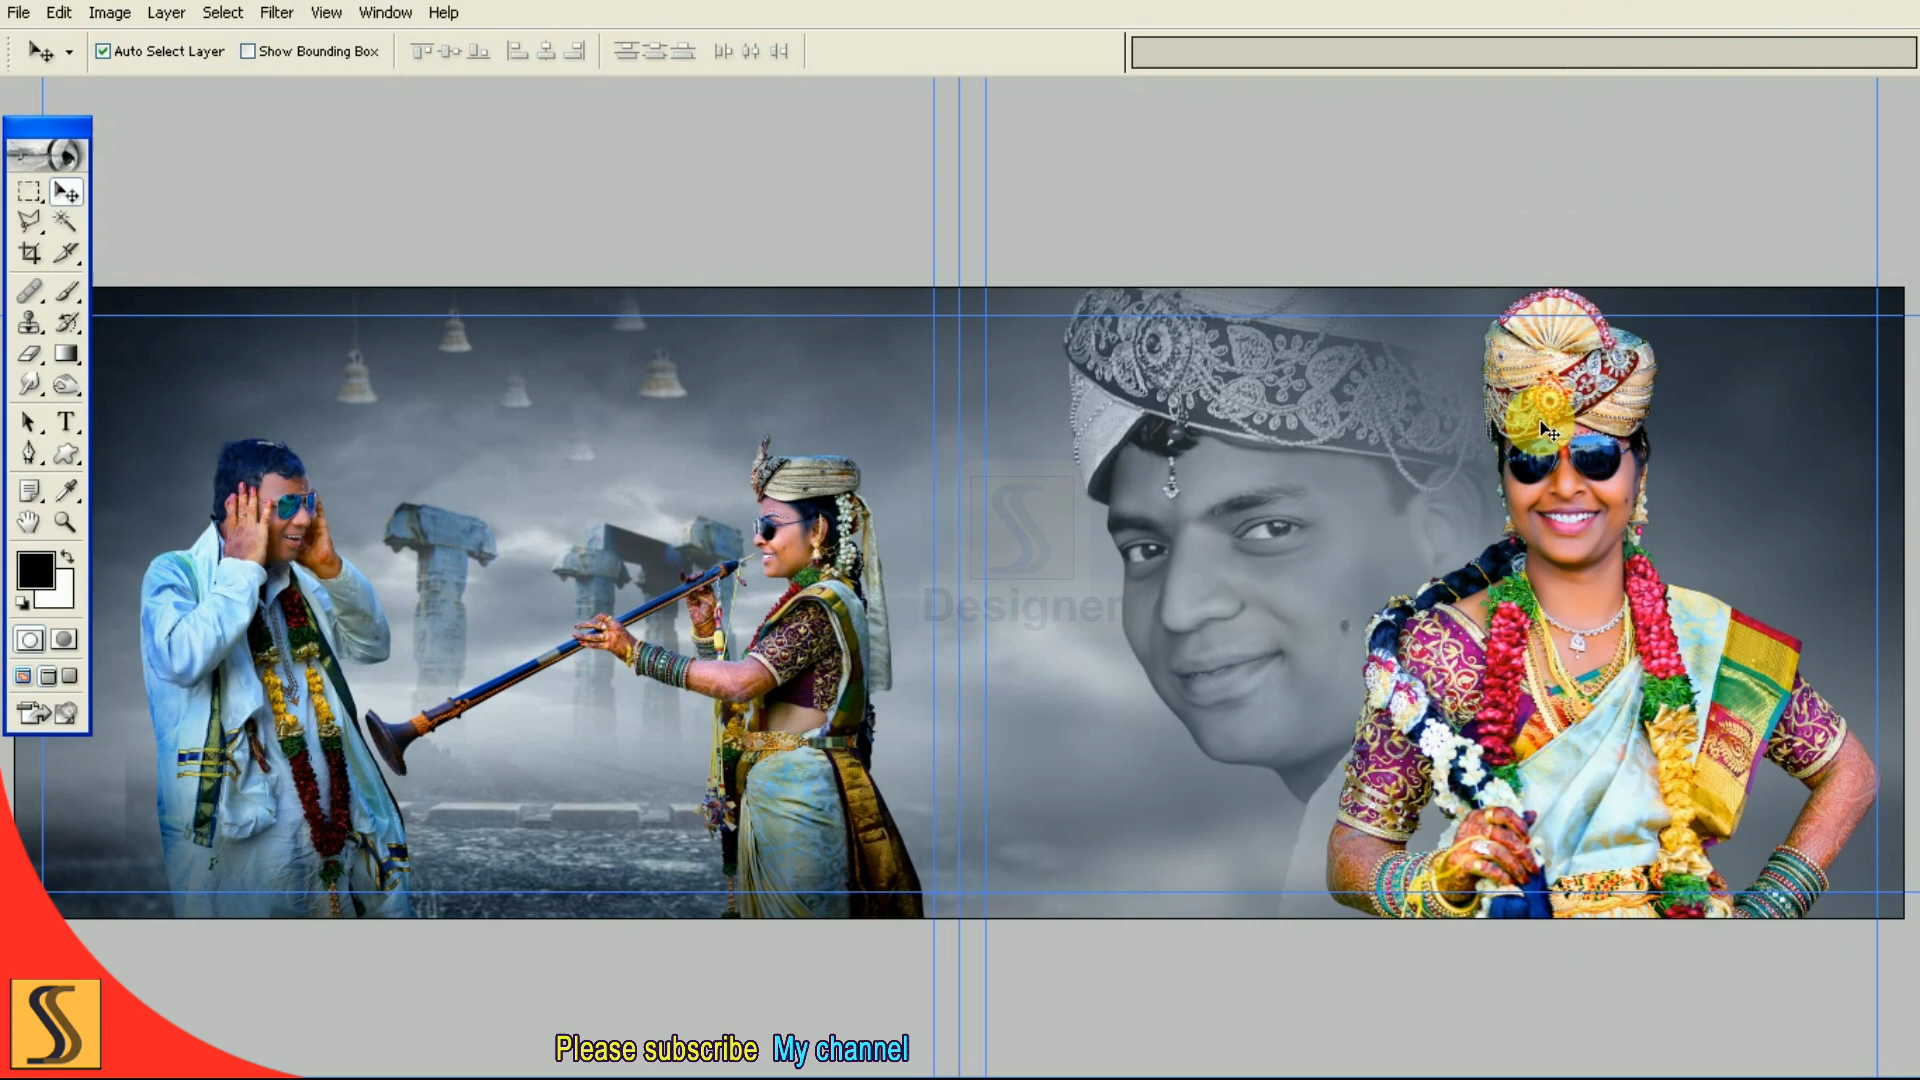 File Edit Image Layer Select Filter View Window Help
Auto Select Layer Show Bounding Box
T
Designer
Please subscribe My channel